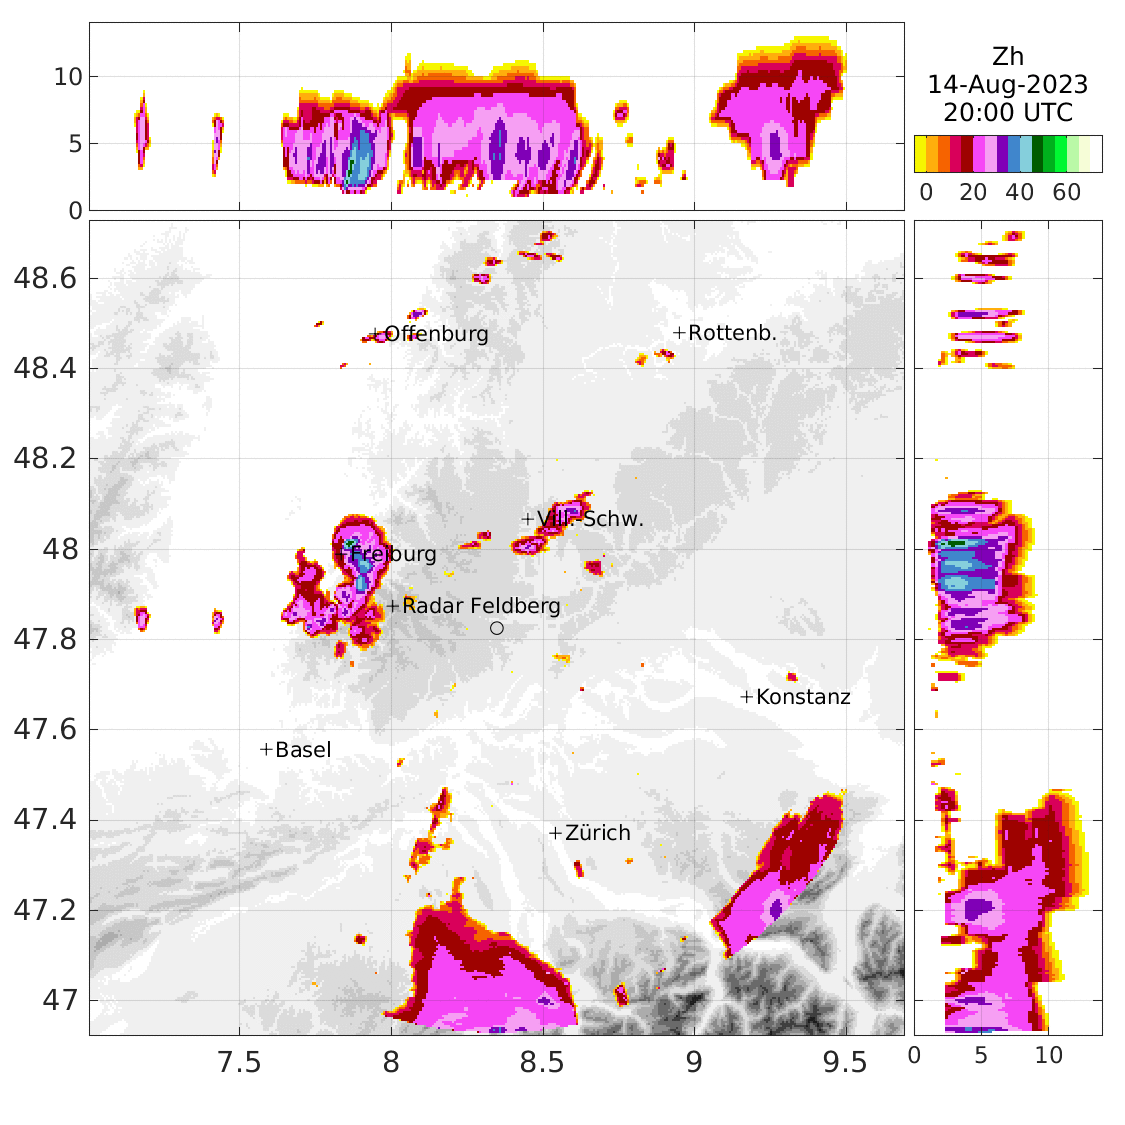 10
5
0
Zh
14-Aug-2023
20:00 UTC
0 20 40 60
48.6
48.4
48.2
48
47.8
47.6
47.4
47.2
47
+Offenburg
+Rottenb.
+Vill.-Schw.
+Freiburg
+Radar Feldberg
+Konstanz
+Basel
+Zürich
7.5 8 8.5 9 9.5
0 5 10